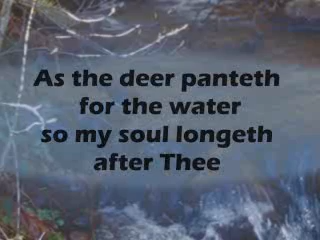 As the deer panteth
for the water
so my soul longeth
after Thee